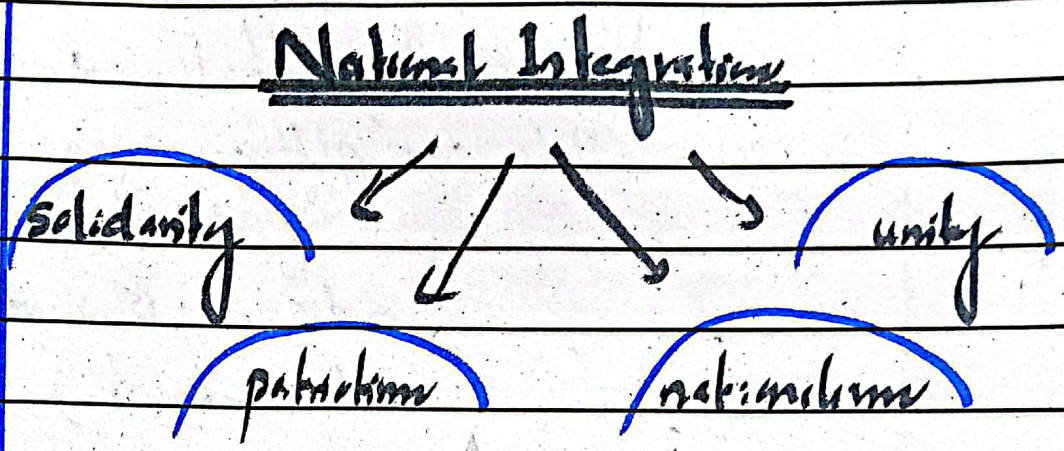 National Integration
solidarity
unity
patriotism
nationalism